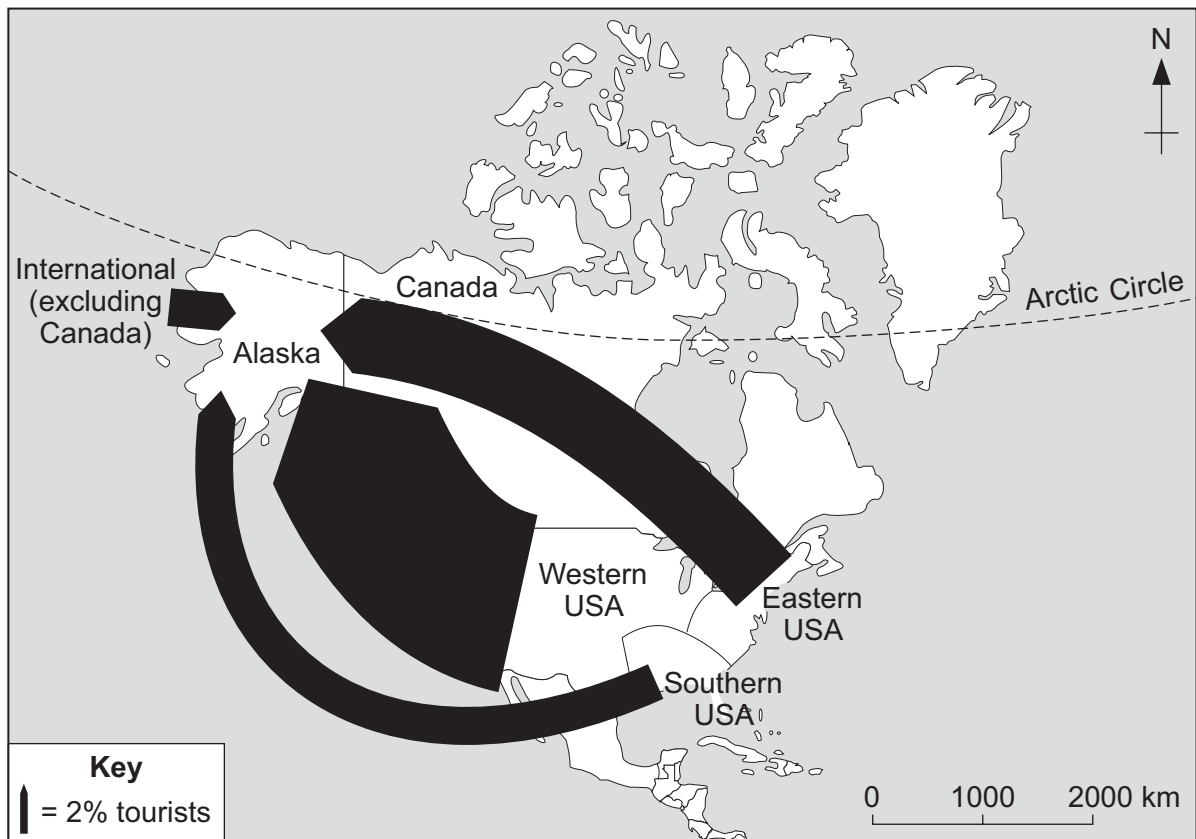 N
International
(excluding
Canada)
Canada
Arctic Circle
Alaska
Western
USA
Eastern
USA
Southern
USA
Key
= 2% tourists
0 1000 2000 km